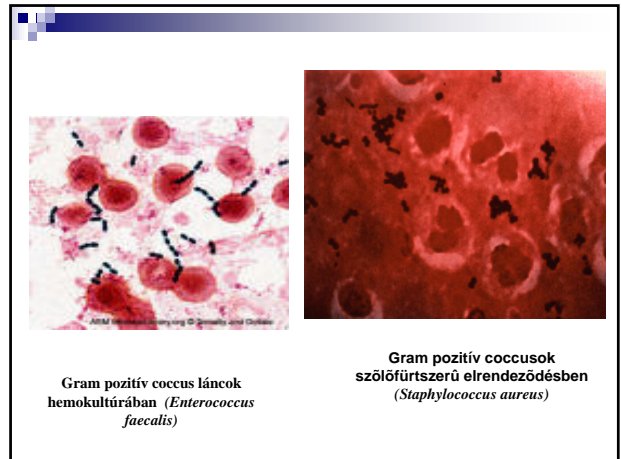 Gram pozitív coccus láncok
hemokultúrában (Enterococcus
faecalis)
Gram pozitív coccusok
szõlõfürtszerû elrendezõdésben
(Staphylococcus aureus)